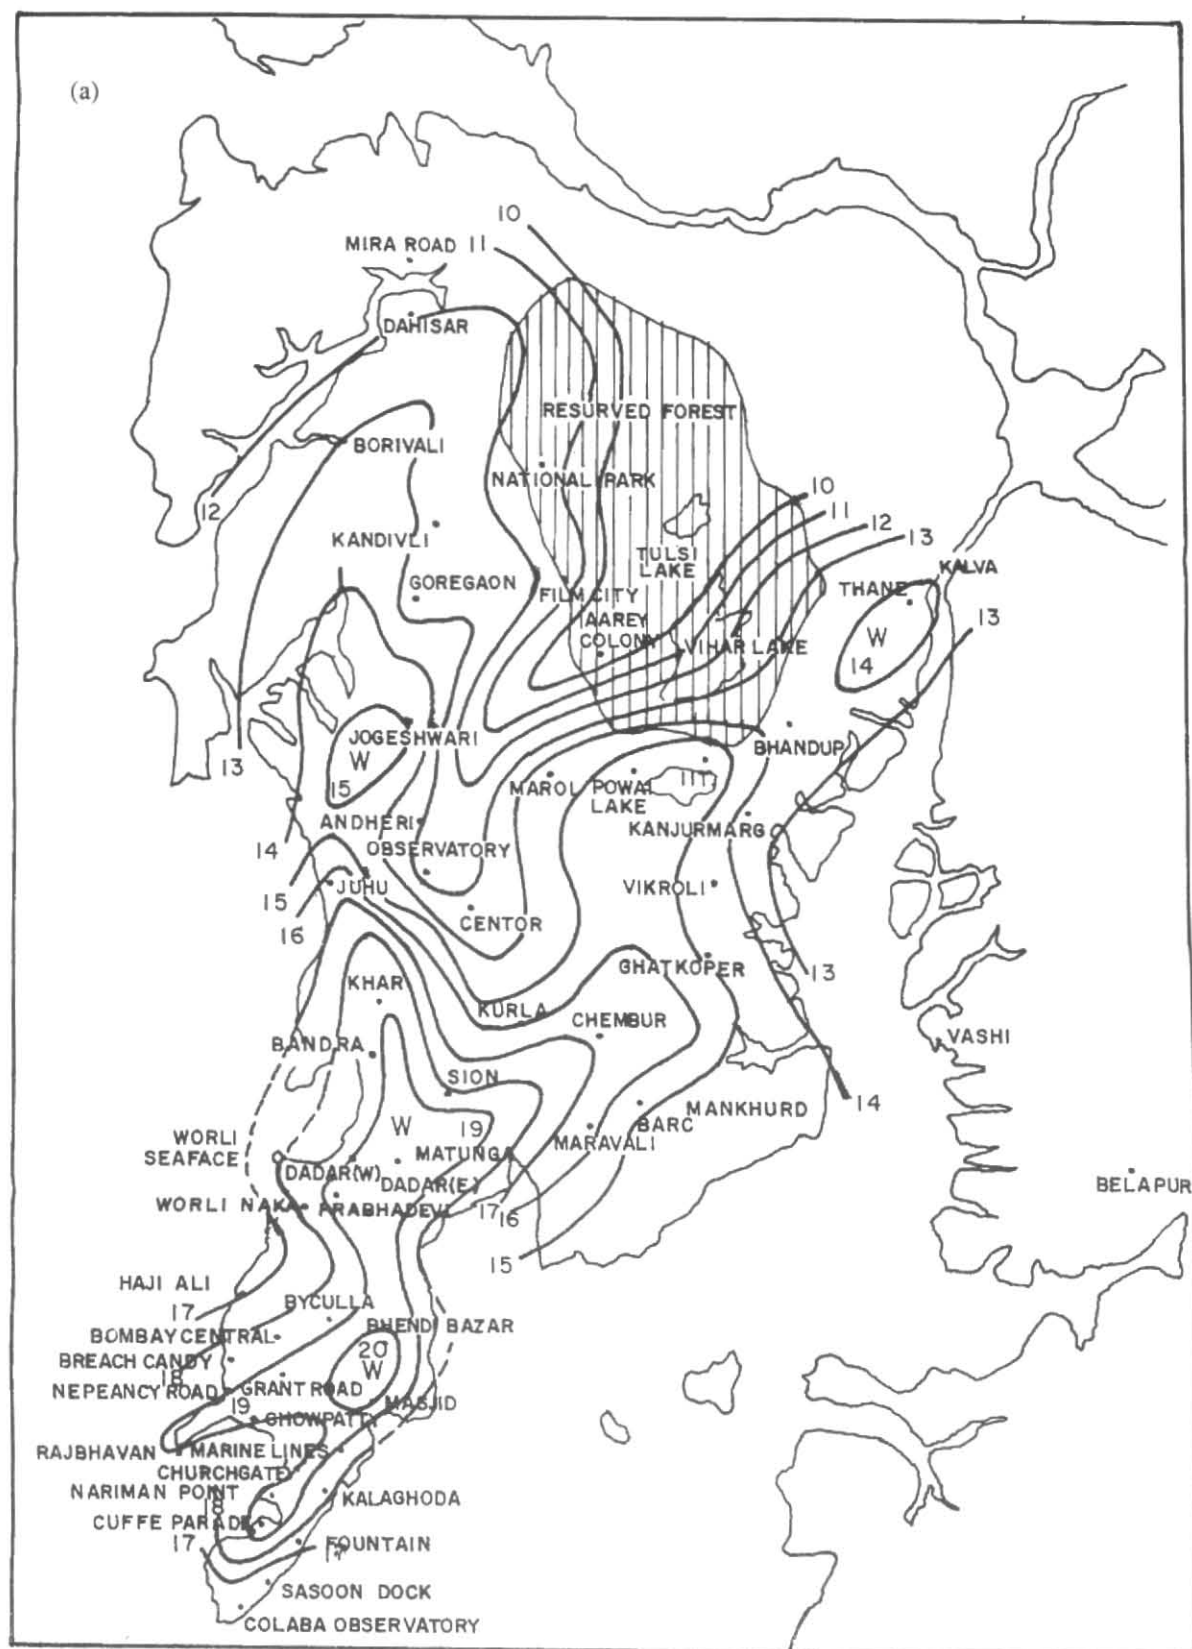 (a)
10
MIRA ROAD 11
DAHISAR
RESURVED FOREST
BORIVALI
NATIONAL PARK
10
12
11
12
KANDIVLI
13
TULSI
LAKE
KALVA
THANE
GOREGAON
FILM CITY
AAREY
COLONY
13
W
VIHAR LAKE
14
JOGESHWARI
BHANDUP
W
13
15
MAROL
POWAI
LAKE
IIT
ANDHERI
KANJURMARG
14
OBSERVATORY
JUHU
VIKROLI
15
CENTOR
16
GHATKOPER
13
KHAR
KURLA
CHEMBUR
BANDRA
VASHI
SION
14
MANKHURD
BARC
W
19
WORLI
SEAFACE
MARAVALI
MATUNGA
DADAR(W)
DADAR(E)
BELAPUR
WORLI NAKA
PRABHADEVI
17
16
15
HAJI ALI
17
BYCULLA
BHENDI BAZAR
BOMBAY CENTRAL
20
W
BREACH CANDY
18
NEPEANCY ROAD
GRANT ROAD
19
MASJID
CHOWPATTY
RAJBHAVAN
MARINE LINES
CHURCHGATE
NARIMAN POINT
KALAGHODA
18
CUFFE PARADE
17
FOUNTAIN
17
SASOON DOCK
COLABA OBSERVATORY